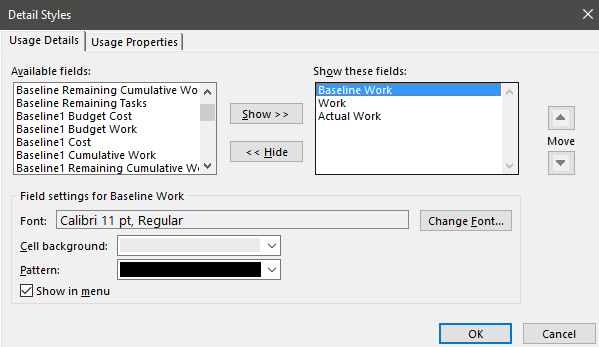 Detail Styles
Usage Details
Usage Properties
Available fields:
Show these fields:
Baseline Remaining Cumulative Wo
Baseline Remaining Tasks
Baseline1 Budget Cost
Baseline1 Budget Work
Baseline1 Cost
Baseline1 Cumulative Work
Baseline1 Remaining Cumulative W
Show >>
<< Hide
Baseline Work
Work
Actual Work
Move
Field settings for Baseline Work
Font: Calibri 11 pt, Regular
Change Font...
Cell background:
Pattern:
Show in menu
OK
Cancel